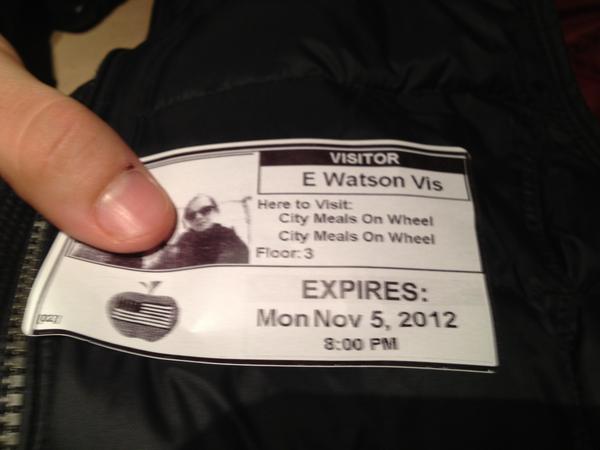 VISITOR
E Watson Vis
Here to Visit:
City Meals On Wheel
City Meals On Wheel
Floor: 3
EXPIRES:
Mon Nov 5, 2012
8:00 PM